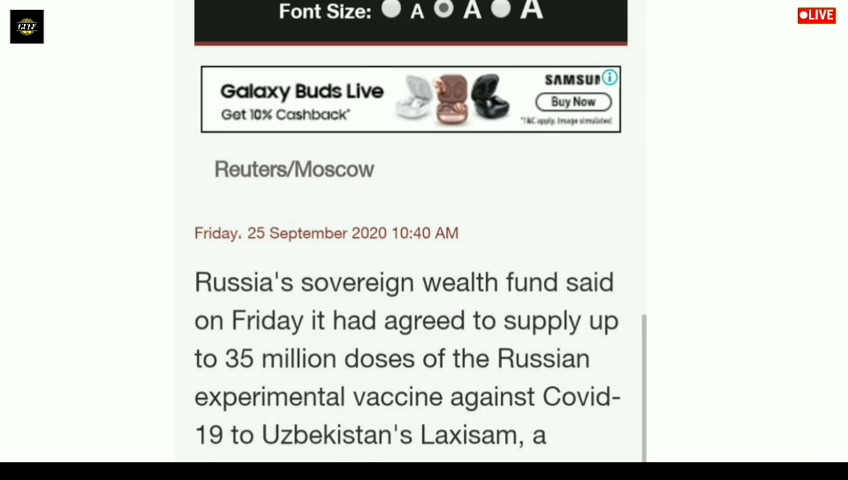 Font Size: A A A
LIVE
Galaxy Buds Live
Get 10% Cashback*
SAMSUN
Buy Now
*T&C apply. Image simulated
Reuters/Moscow
Friday, 25 September 2020 10:40 AM
Russia's sovereign wealth fund said
on Friday it had agreed to supply up
to 35 million doses of the Russian
experimental vaccine against Covid-
19 to Uzbekistan's Laxisam, a